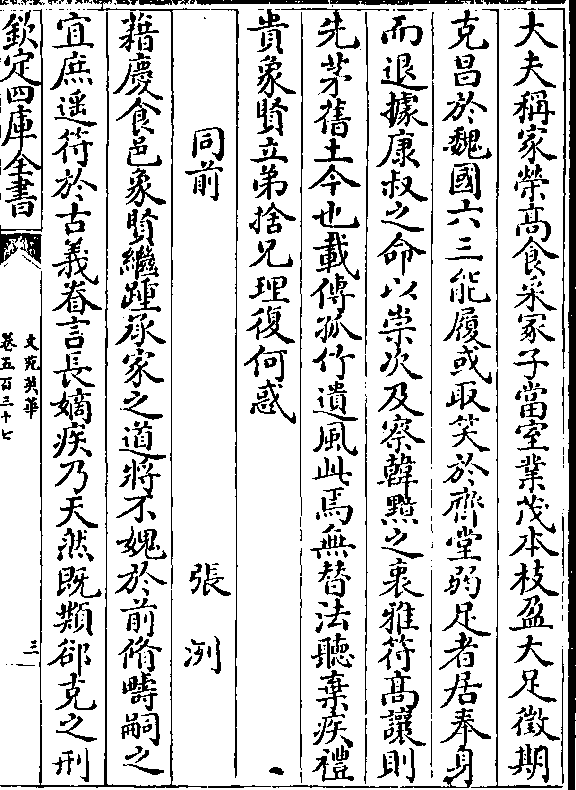 大夫稱家榮髙食采冢子當室業茂本枝盈大足徵期
克昌於魏國六三能履或取笑於齊堂弱足者居奉身
而退據康叔之命以崇次及察韓㸃之衷雅符髙讓則
先茅舊土今也載傳孤竹遺風此焉無替法聽棄疾禮
貴象賢立弟捨兄理復何惑
同前 張洌
藉慶食邑象賢繼踵承家之道將不媿於前脩疇嗣之
宜庶遥符於古義眷言長嫡疾乃天然既類郤克之刑
欽定四庫全書
文苑英華
卷五百三十七
三